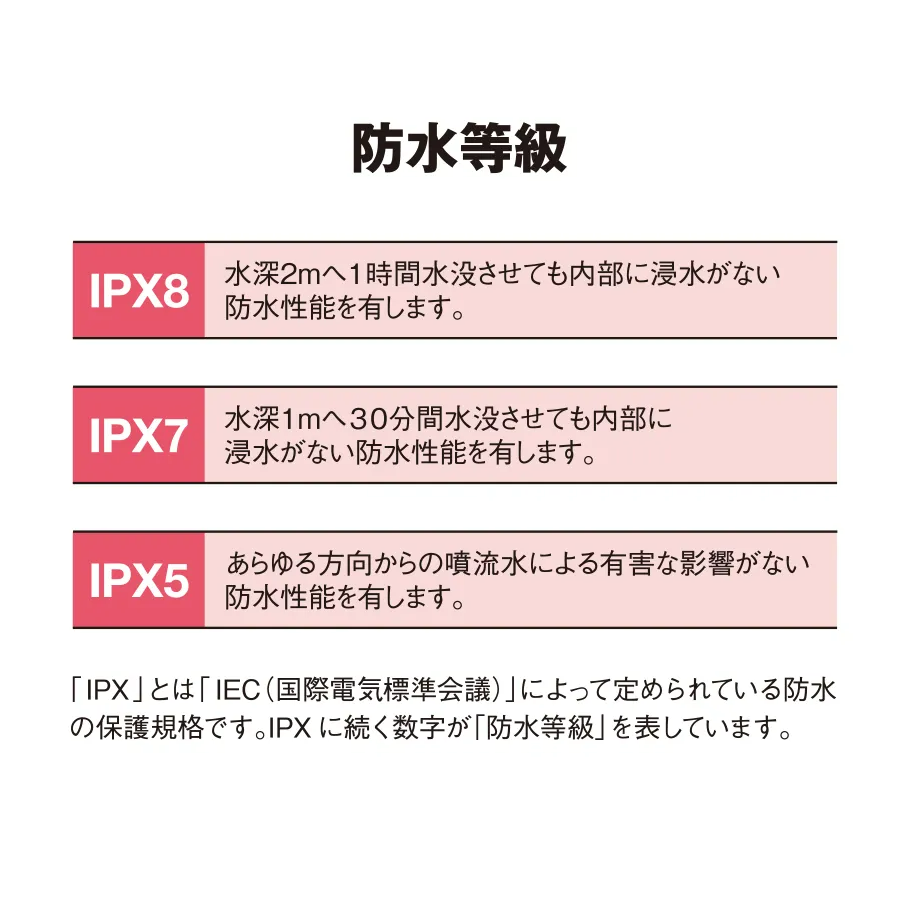 防水等級
IPX8
水深2mへ1時間水没させても内部に浸水がない
防水性能を有します。
IPX7
水深1mへ30分間水没させても内部に
浸水がない防水性能を有します。
IPX5
あらゆる方向からの噴流水による有害な影響がない
防水性能を有します。
「IPX」とは「IEC（国際電気標準会議）」によって定められている防水
の保護規格です。IPX に続く数字が「防水等級」を表しています。